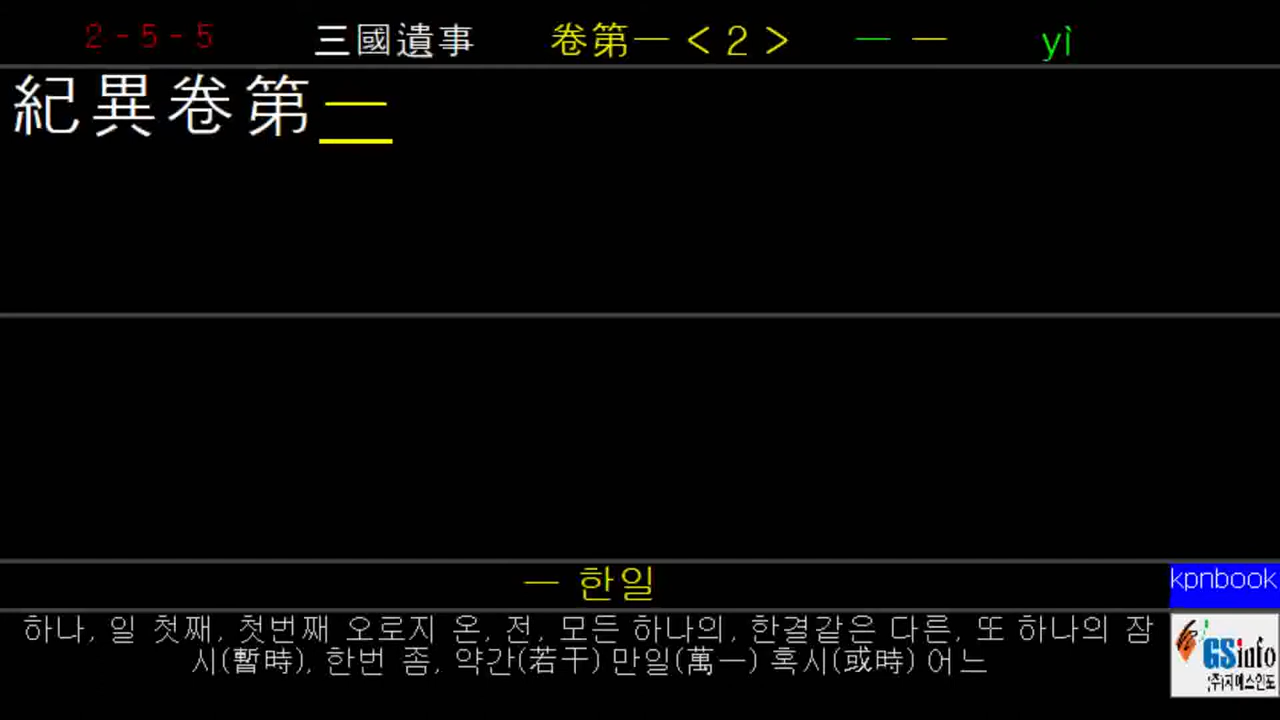 2-5-5 三國遺事 卷第一<2> 一 一 yì
紀異卷第一
一 한일
kpnbook
하나, 일 첫째, 첫번째 오로지 온, 전, 모든 하나의, 한결같은 다른, 또 하나의 잠
시(暫時), 한번 좀, 약간(若干) 만일(萬一) 혹시(或時) 어느
GSinfo
(주)지에스인포